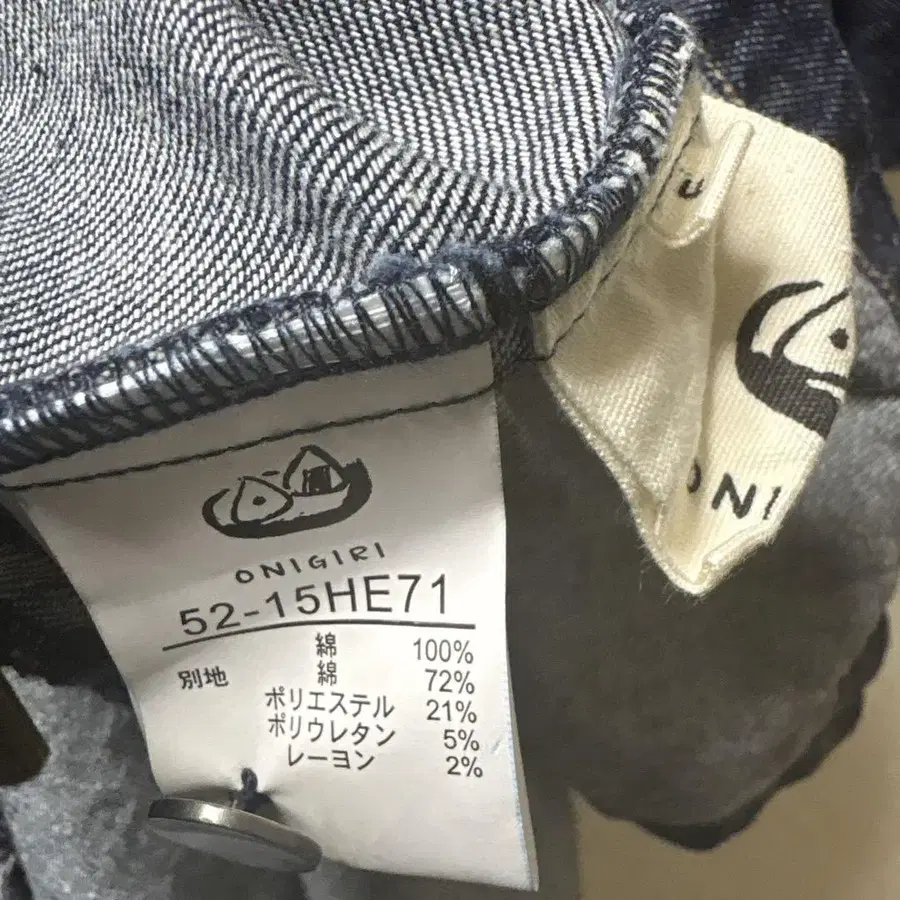 ONIGIRI
52-15HE71
綿 100%
別地 綿 72%
ポリエステル 21%
ポリウレタン 5%
レーヨン 2%
U
ONI